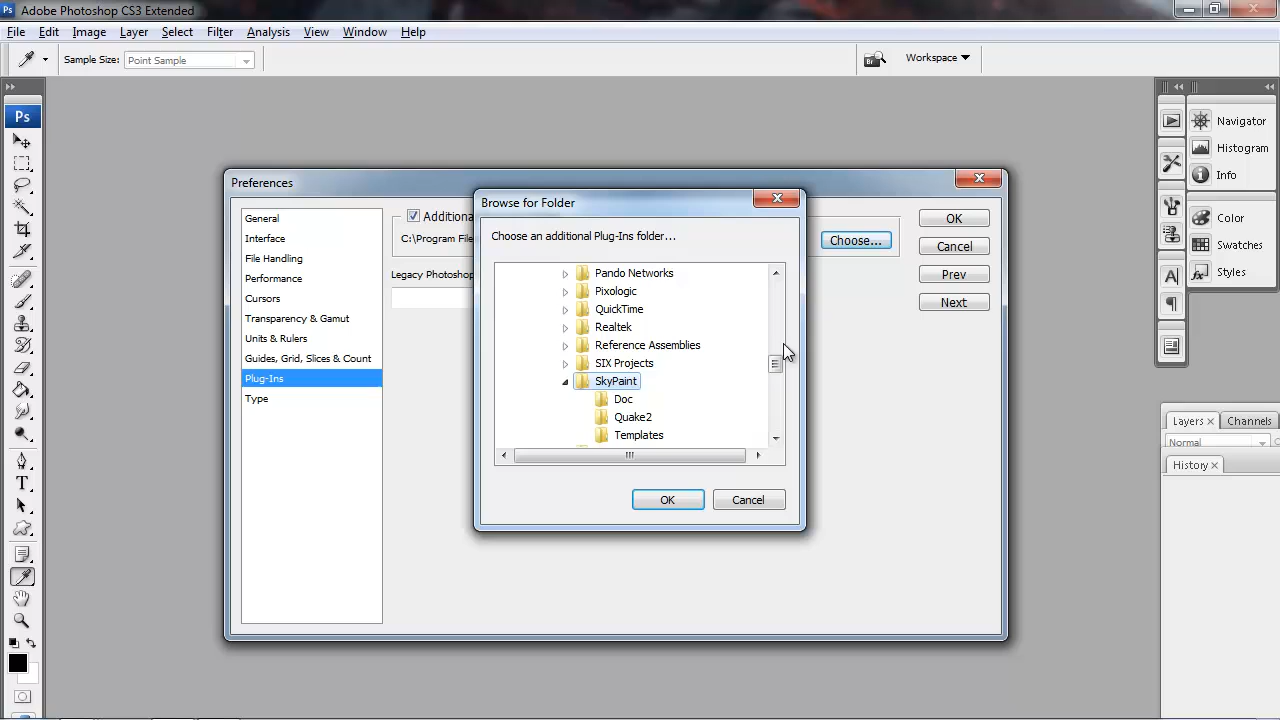 Ps Adobe Photoshop CS3 Extended
File Edit Image Layer Select Filter Analysis View Window Help
Sample Size: Point Sample Br Workspace
Ps
Navigator
Histogram
Info
Color
Swatches
Styles
Layers Channels
Normal
History
Preferences
General
Interface
File Handling
Performance
Cursors
Transparency & Gamut
Units & Rulers
Guides, Grid, Slices & Count
Plug-Ins
Type
Additiona
C:\Program File
Choose...
Legacy Photoshop
OK
Cancel
Prev
Next
Browse for Folder
Choose an additional Plug-Ins folder...
Pando Networks
Pixologic
QuickTime
Realtek
Reference Assemblies
SIX Projects
SkyPaint
Doc
Quake2
Templates
OK Cancel